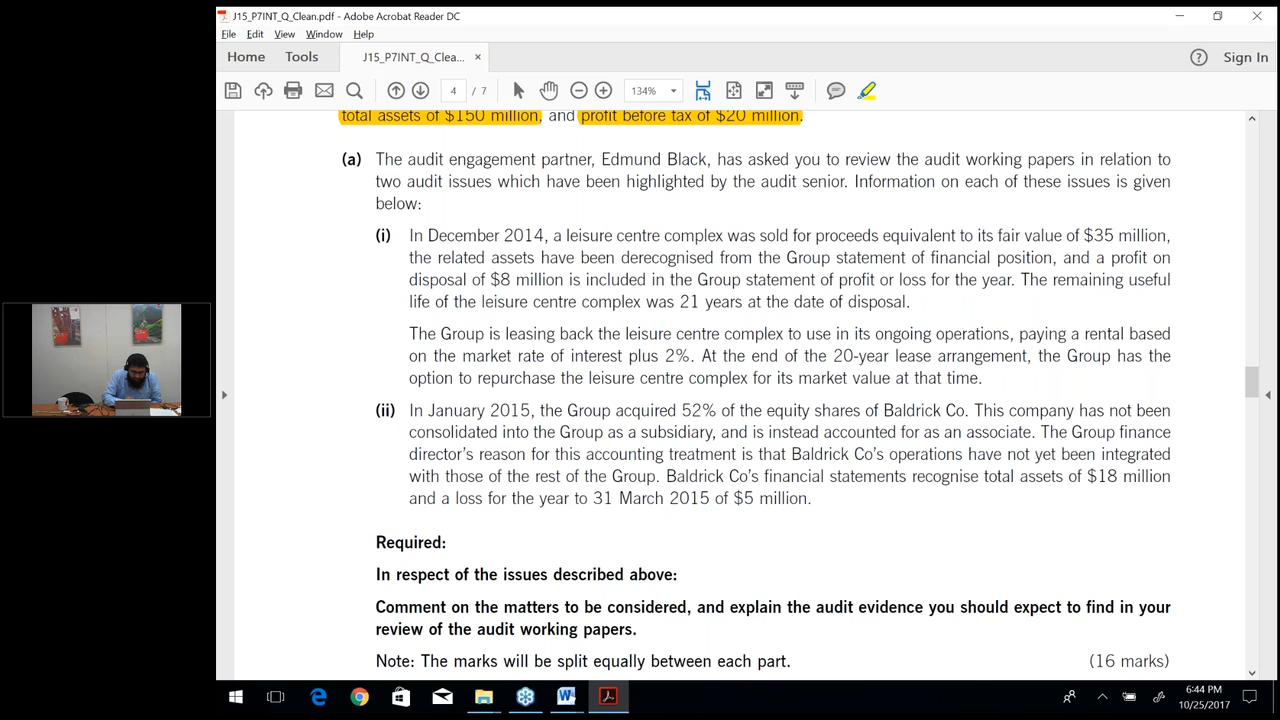 J15_P7INT_Q_Clean.pdf - Adobe Acrobat Reader DC
File Edit View Window Help
Home Tools J15_P7INT_Q_Clea... × Sign In
4 / 7 134%
total assets of $150 million, and profit before tax of $20 million.
(a) The audit engagement partner, Edmund Black, has asked you to review the audit working papers in relation to
two audit issues which have been highlighted by the audit senior. Information on each of these issues is given
below:
(i) In December 2014, a leisure centre complex was sold for proceeds equivalent to its fair value of $35 million,
the related assets have been derecognised from the Group statement of financial position, and a profit on
disposal of $8 million is included in the Group statement of profit or loss for the year. The remaining useful
life of the leisure centre complex was 21 years at the date of disposal.
The Group is leasing back the leisure centre complex to use in its ongoing operations, paying a rental based
on the market rate of interest plus 2%. At the end of the 20-year lease arrangement, the Group has the
option to repurchase the leisure centre complex for its market value at that time.
(ii) In January 2015, the Group acquired 52% of the equity shares of Baldrick Co. This company has not been
consolidated into the Group as a subsidiary, and is instead accounted for as an associate. The Group finance
director's reason for this accounting treatment is that Baldrick Co's operations have not yet been integrated
with those of the rest of the Group. Baldrick Co's financial statements recognise total assets of $18 million
and a loss for the year to 31 March 2015 of $5 million.
Required:
In respect of the issues described above:
Comment on the matters to be considered, and explain the audit evidence you should expect to find in your
review of the audit working papers.
Note: The marks will be split equally between each part. (16 marks)
6:44 PM
10/25/2017